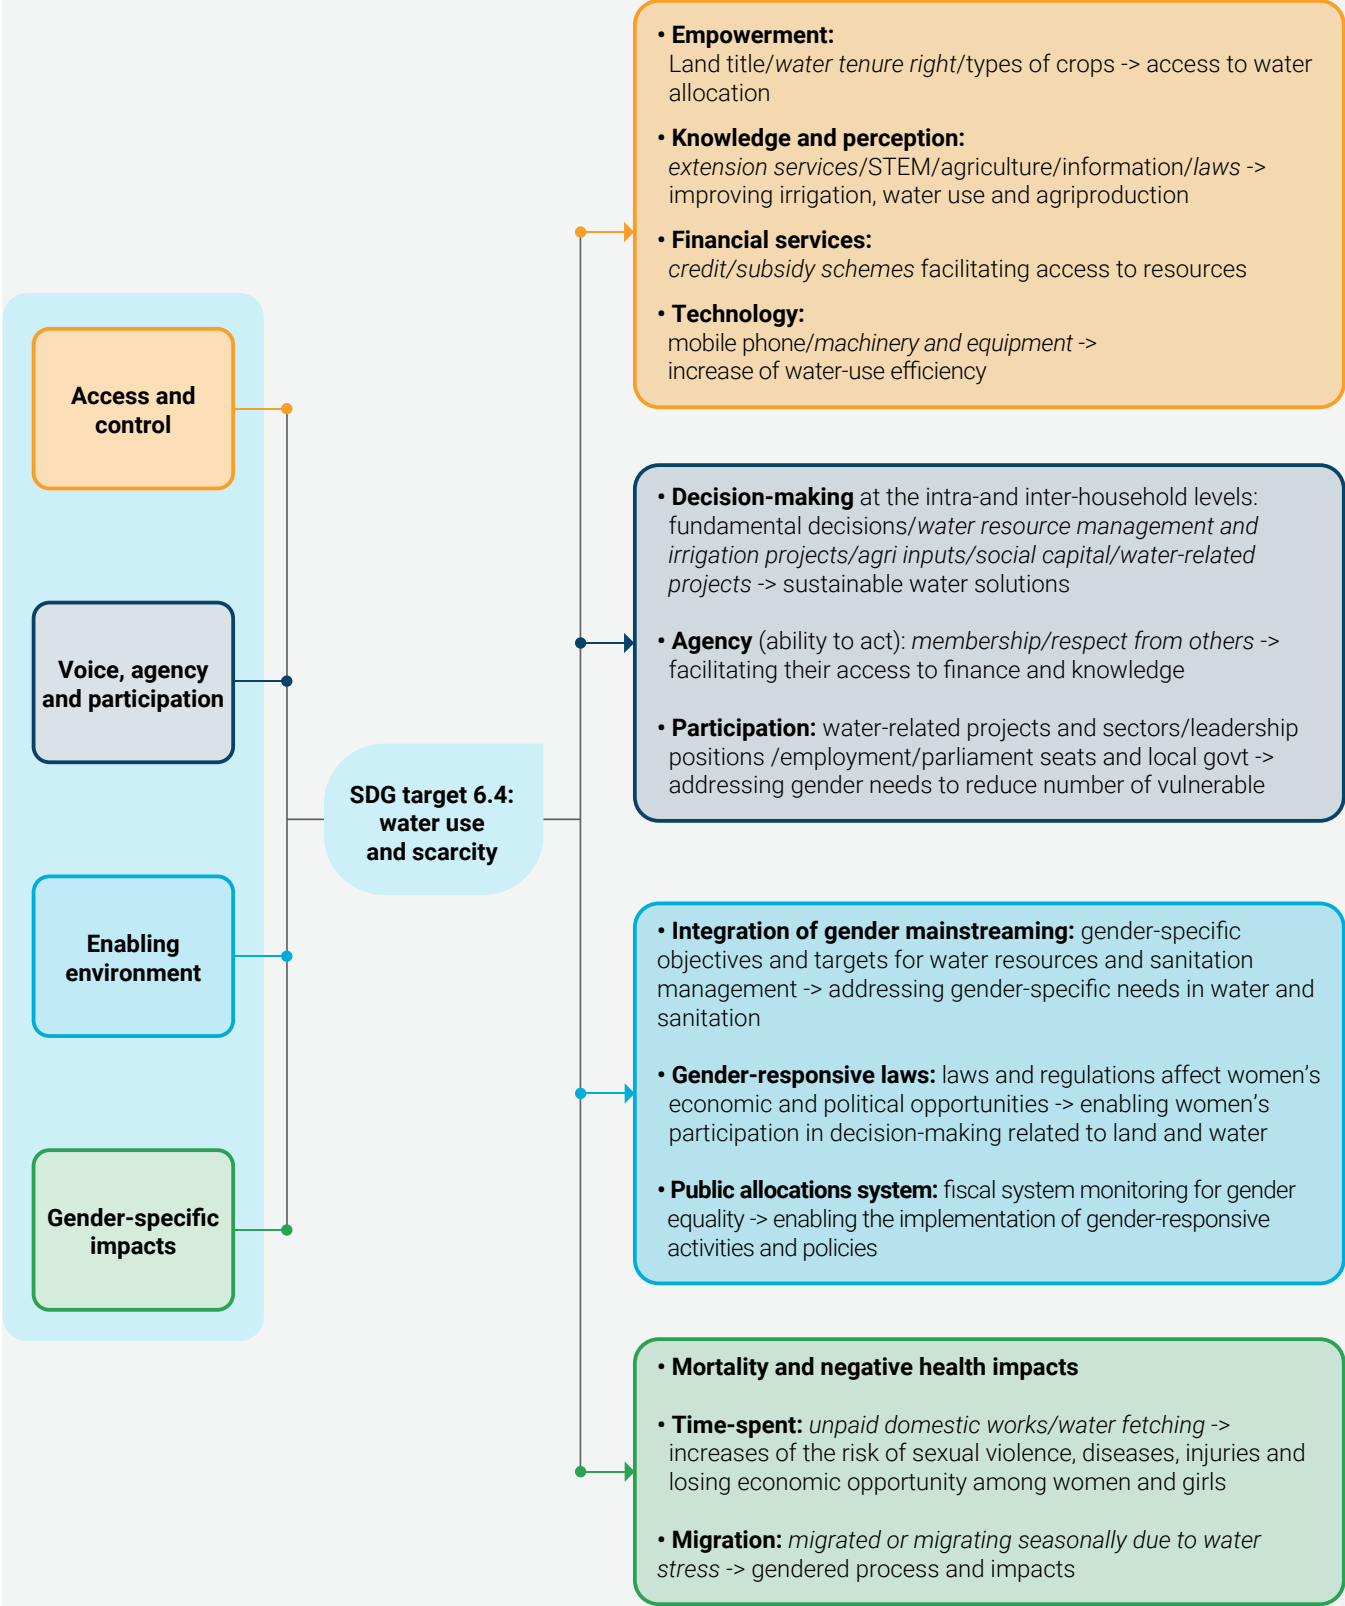 Access and
control
Voice, agency
and participation
Enabling
environment
Gender-specific
impacts
SDG target 6.4:
water use
and scarcity
• Empowerment:
Land title/water tenure right/types of crops -> access to water
allocation
• Knowledge and perception:
extension services/STEM/agriculture/information/laws ->
improving irrigation, water use and agriproduction
• Financial services:
credit/subsidy schemes facilitating access to resources
• Technology:
mobile phone/machinery and equipment ->
increase of water-use efficiency
• Decision-making at the intra-and inter-household levels:
fundamental decisions/water resource management and
irrigation projects/agri inputs/social capital/water-related
projects -> sustainable water solutions
• Agency (ability to act): membership/respect from others ->
facilitating their access to finance and knowledge
• Participation: water-related projects and sectors/leadership
positions /employment/parliament seats and local govt ->
addressing gender needs to reduce number of vulnerable
• Integration of gender mainstreaming: gender-specific
objectives and targets for water resources and sanitation
management -> addressing gender-specific needs in water and
sanitation
• Gender-responsive laws: laws and regulations affect women’s
economic and political opportunities -> enabling women’s
participation in decision-making related to land and water
• Public allocations system: fiscal system monitoring for gender
equality -> enabling the implementation of gender-responsive
activities and policies
• Mortality and negative health impacts
• Time-spent: unpaid domestic works/water fetching ->
increases of the risk of sexual violence, diseases, injuries and
losing economic opportunity among women and girls
• Migration: migrated or migrating seasonally due to water
stress -> gendered process and impacts